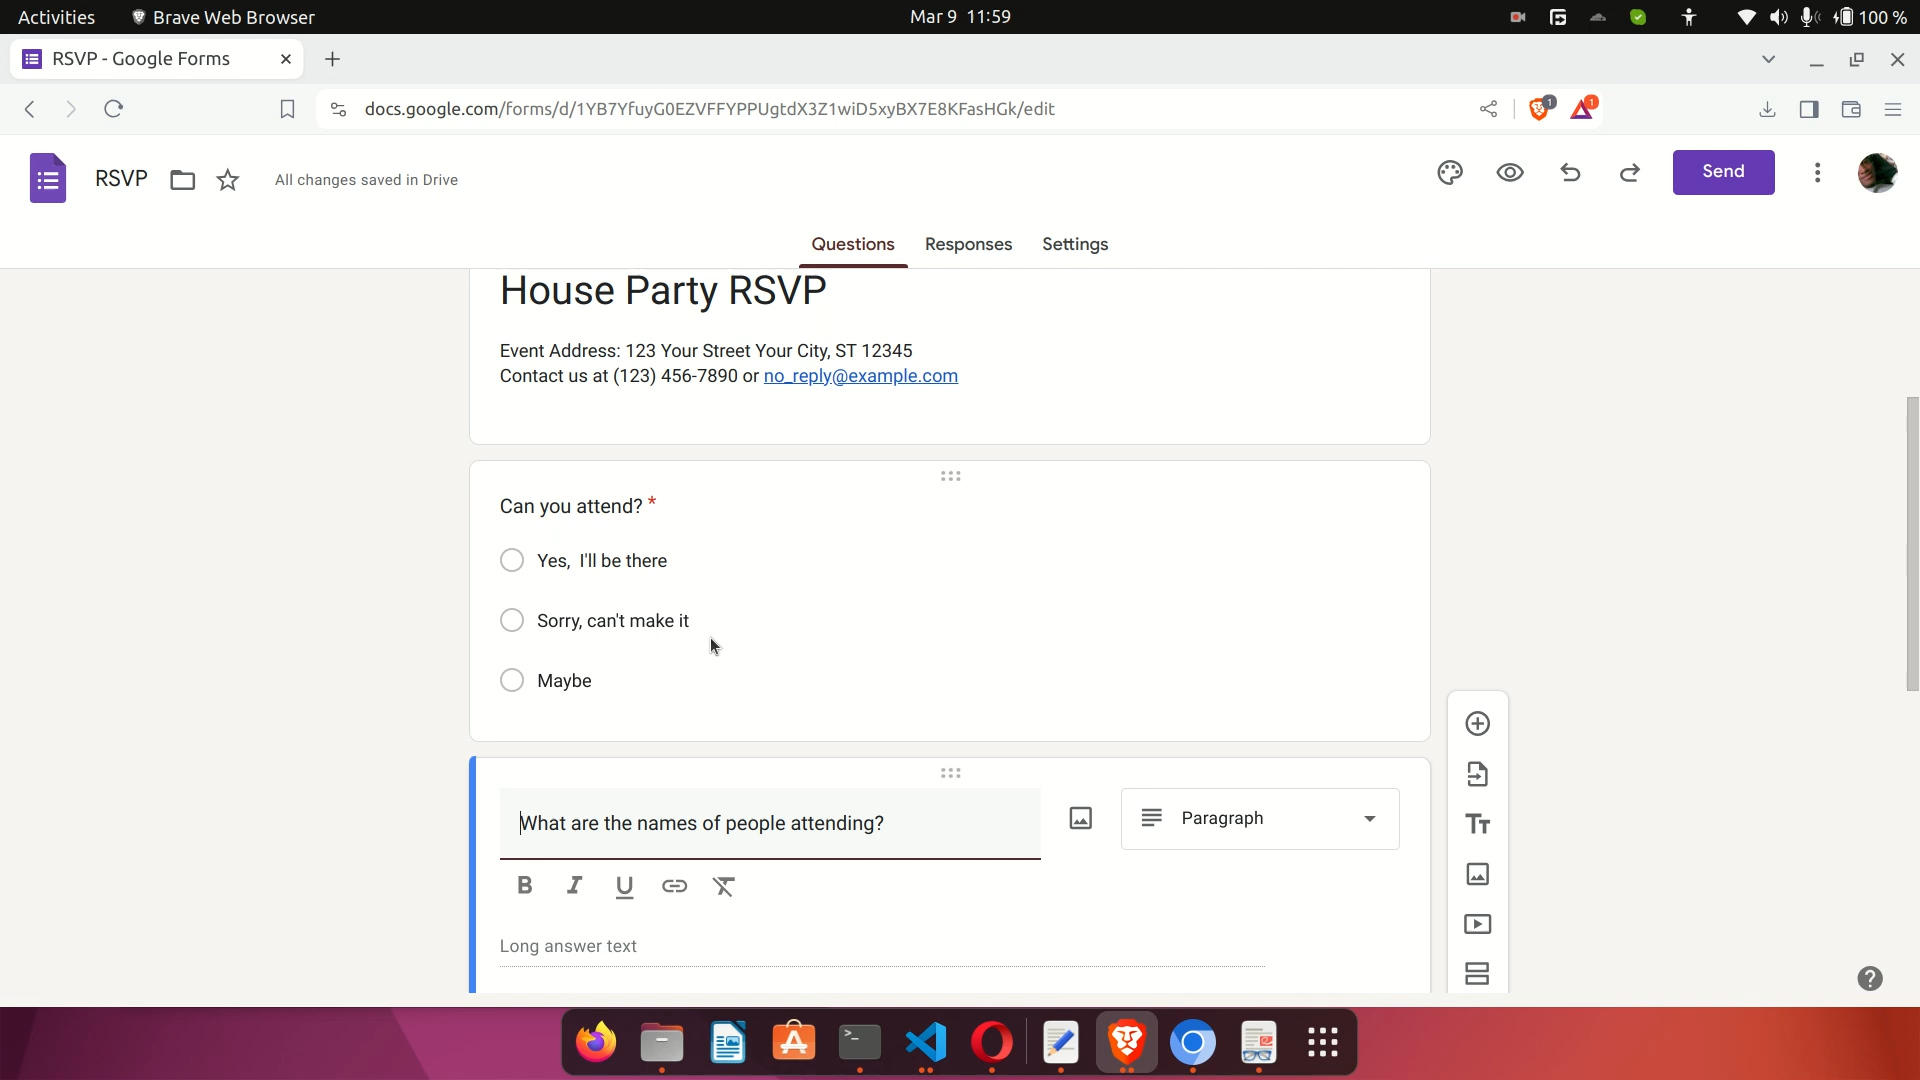 Activities Brave Web Browser Mar 9 11:59 100 %
RSVP - Google Forms
docs.google.com/forms/d/1YB7YfuyG0EZVFFYPPUgtdX3Z1wiD5xyBX7E8KFasHGk/edit 1 1
RSVP All changes saved in Drive Send
Questions Responses Settings
House Party RSVP
Event Address: 123 Your Street Your City, ST 12345
Contact us at (123) 456-7890 or no_reply@example.com
Can you attend? *
Yes, I'll be there
Sorry, can't make it
Maybe
What are the names of people attending?
Paragraph
B I U
Long answer text